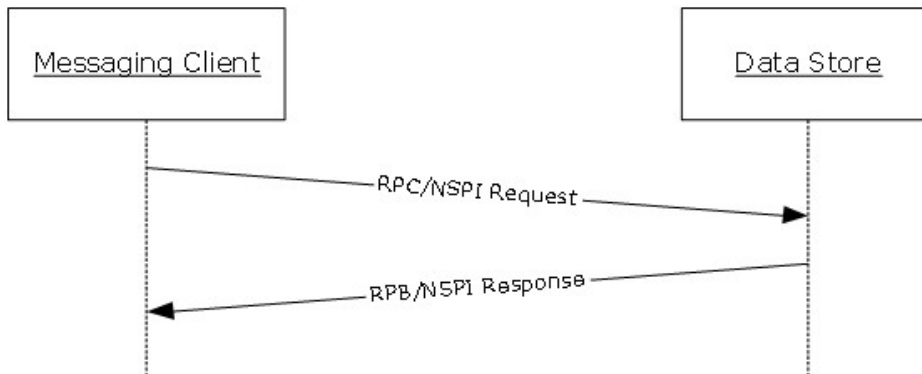 Messaging Client
Data Store
RPC/NSPI Request
RPB/NSPI Response